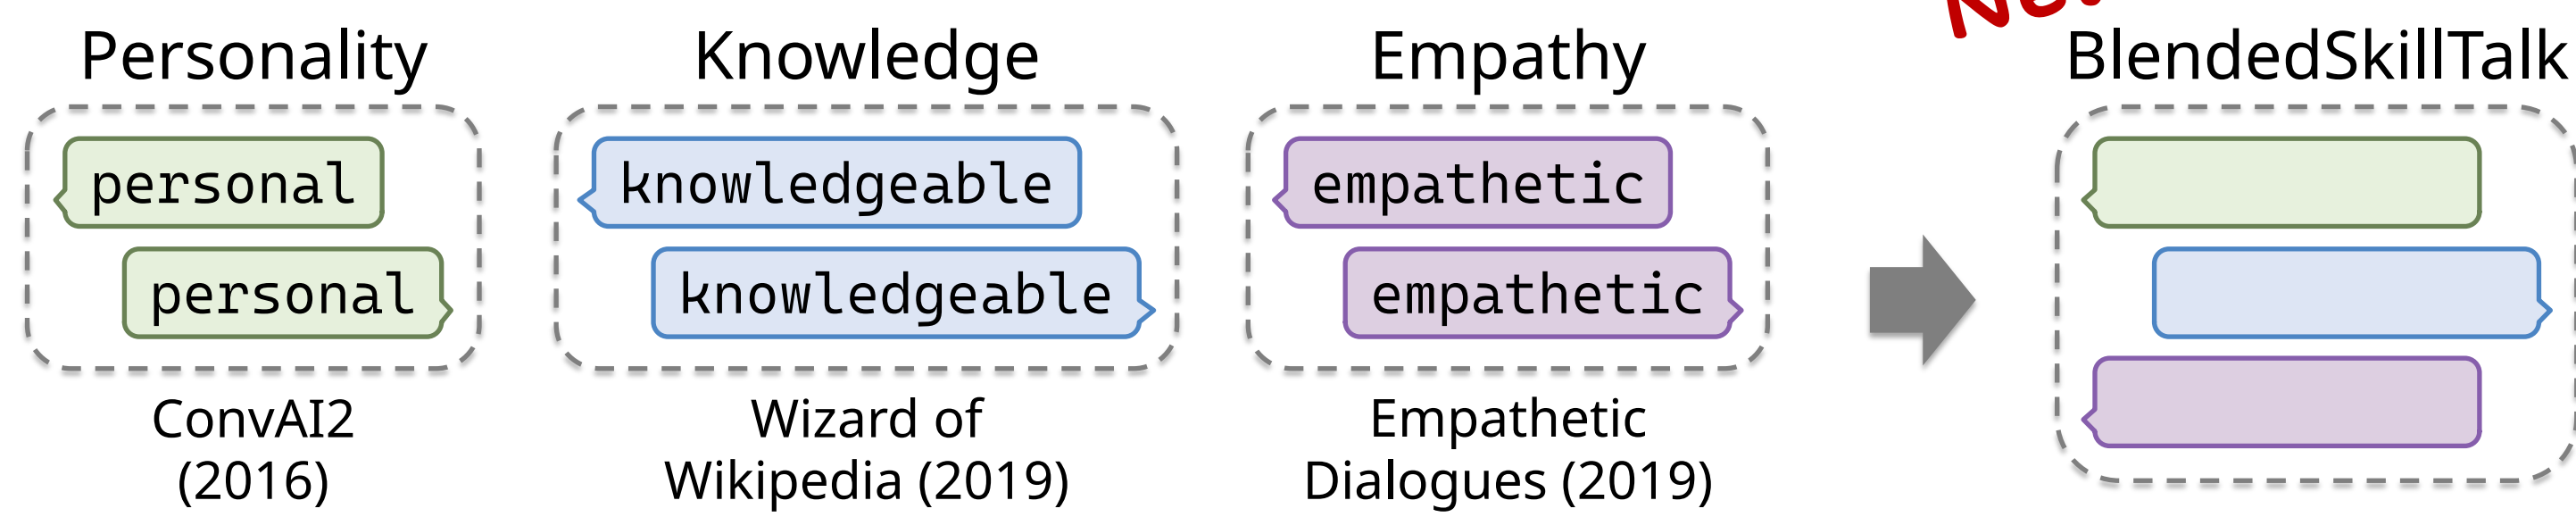 Personality
Knowledge
Empathy
BlendedSkillTalk
personal
personal
knowledgeable
knowledgeable
empathetic
empathetic
ConvAI2
(2016)
Wizard of
Wikipedia (2019)
Empathetic
Dialogues (2019)